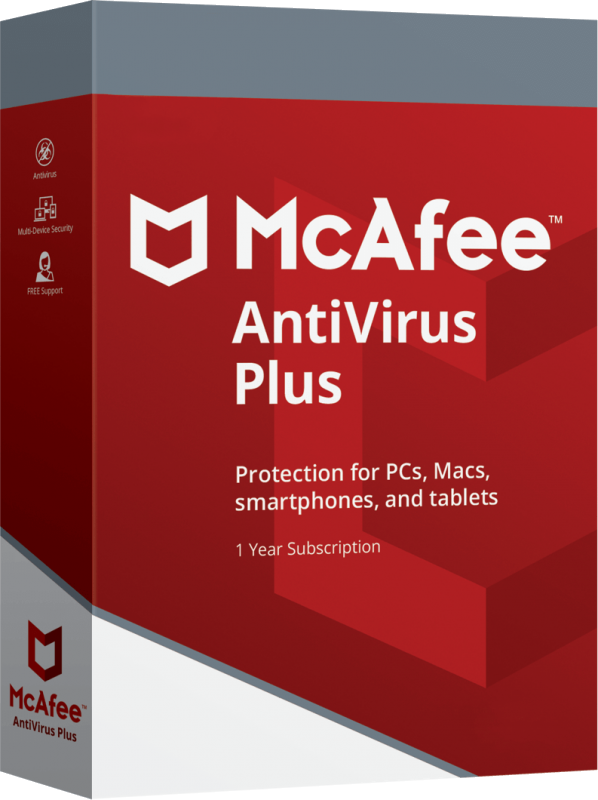 Antivirus
Multi-Device Security
FREE Support
McAfee™
AntiVirus
Plus
Protection for PCs, Macs,
smartphones, and tablets
1 Year Subscription
McAfee™
AntiVirus Plus